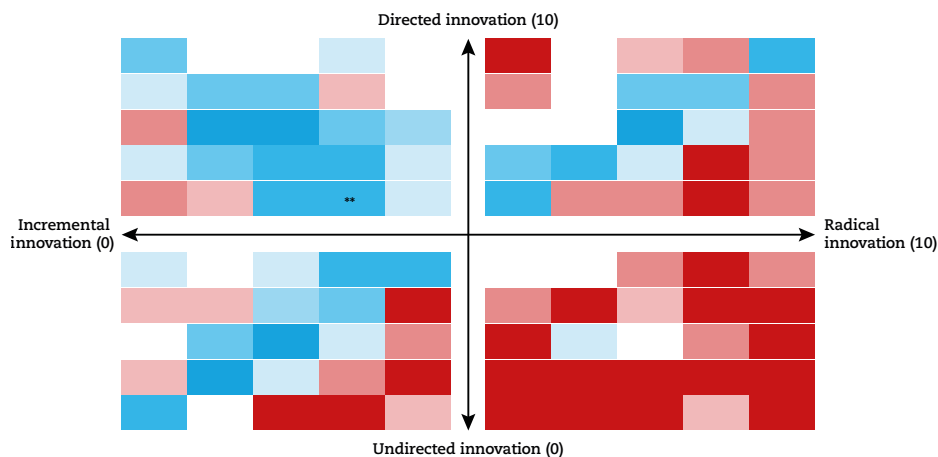 Directed innovation (10)
**
Incremental
innovation (0)
Radical
innovation (10)
Undirected innovation (0)